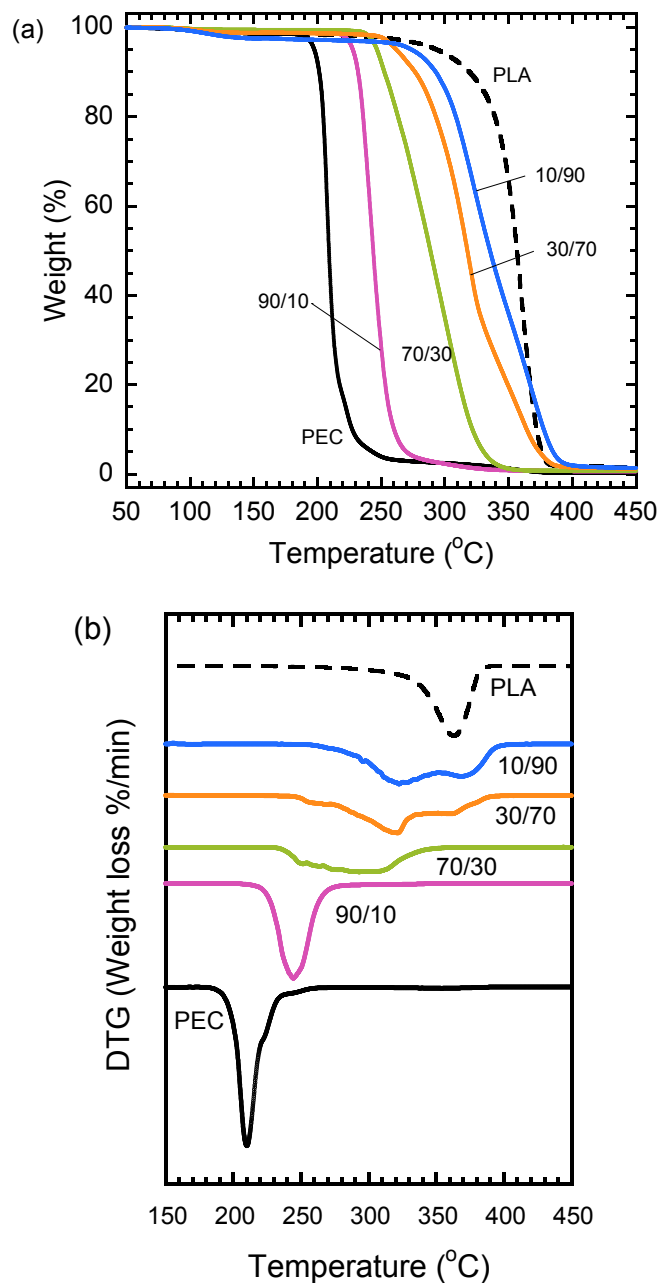 (a)
100
80
60
40
20
0
Weight (%)
PLA
10/90
30/70
90/10
70/30
PEC
50 100 150 200 250 300 350 400 450
Temperature (°C)
(b)
DTG (Weight loss %/min)
PLA
10/90
30/70
70/30
90/10
PEC
150 200 250 300 350 400 450
Temperature (°C)